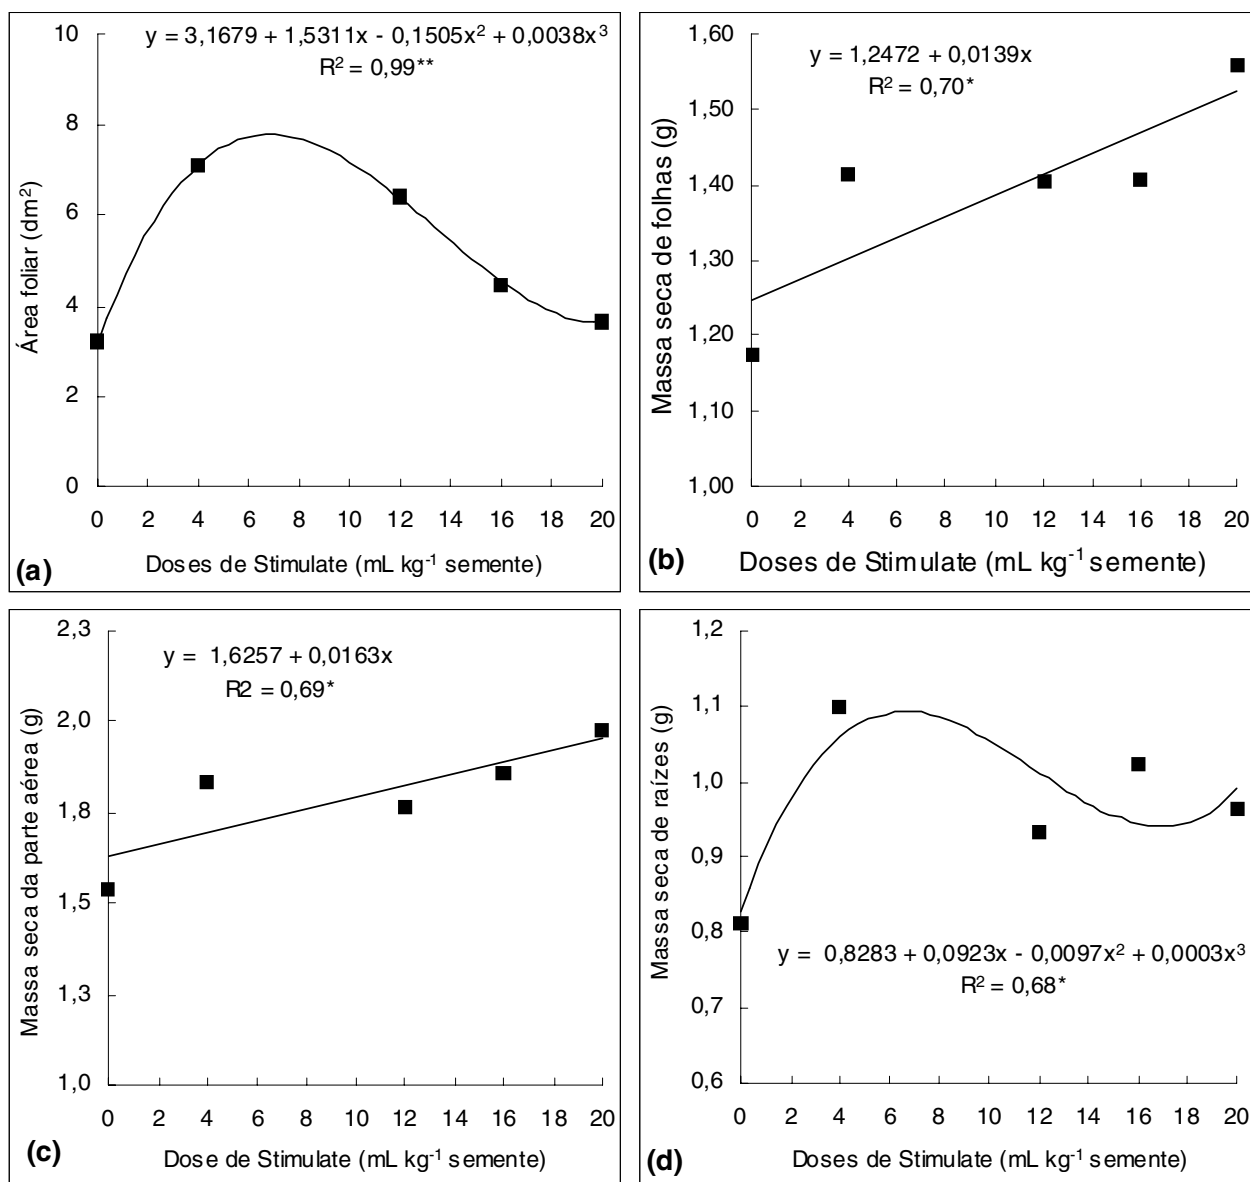 y = 3,1679 + 1,5311x - 0,1505x² + 0,0038x³
R² = 0,99**
10
8
6
4
2
0
Área foliar (dm²)
0 2 4 6 8 10 12 14 16 18 20
Doses de Stimulate (mL kg⁻¹ semente)
(a)
y = 1,2472 + 0,0139x
R² = 0,70*
1,60
1,50
1,40
1,30
1,20
1,10
1,00
Massa seca de folhas (g)
0 2 4 6 8 10 12 14 16 18 20
Doses de Stimulate (mL kg⁻¹ semente)
(b)
y = 1,6257 + 0,0163x
R2 = 0,69*
2,3
2,0
1,8
1,5
1,3
1,0
Massa seca da parte aérea (g)
0 2 4 6 8 10 12 14 16 18 20
Dose de Stimulate (mL kg⁻¹ semente)
(c)
1,2
1,1
1,0
0,9
0,8
0,7
0,6
Massa seca de raízes (g)
y = 0,8283 + 0,0923x - 0,0097x² + 0,0003x³
R² = 0,68*
0 2 4 6 8 10 12 14 16 18 20
Doses de Stimulate (mL kg⁻¹ semente)
(d)